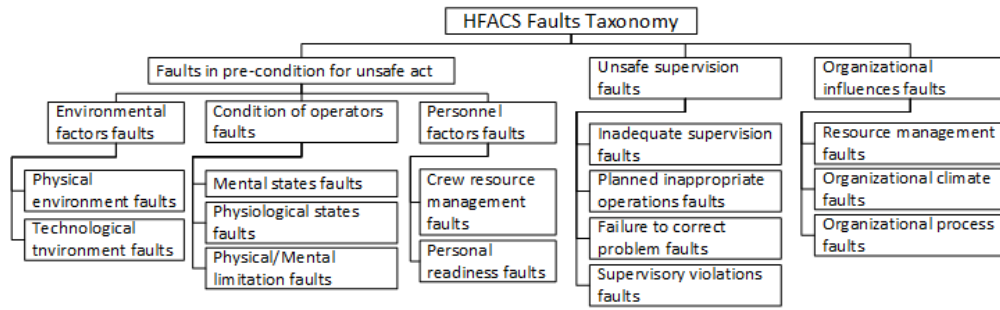 HFACS Faults Taxonomy
Faults in pre-condition for unsafe act
Unsafe supervision
faults
Organizational
influences faults
Environmental
factors faults
Condition of operators
faults
Personnel
factors faults
Physical
environment faults
Technological
tnvironment faults
Mental states faults
Physiological states
faults
Physical/Mental
limitation faults
Crew resource
management
faults
Personal
readiness faults
Inadequate supervision
faults
Planned inappropriate
operations faults
Failure to correct
problem faults
Supervisory violations
faults
Resource management
faults
Organizational climate
faults
Organizational process
faults